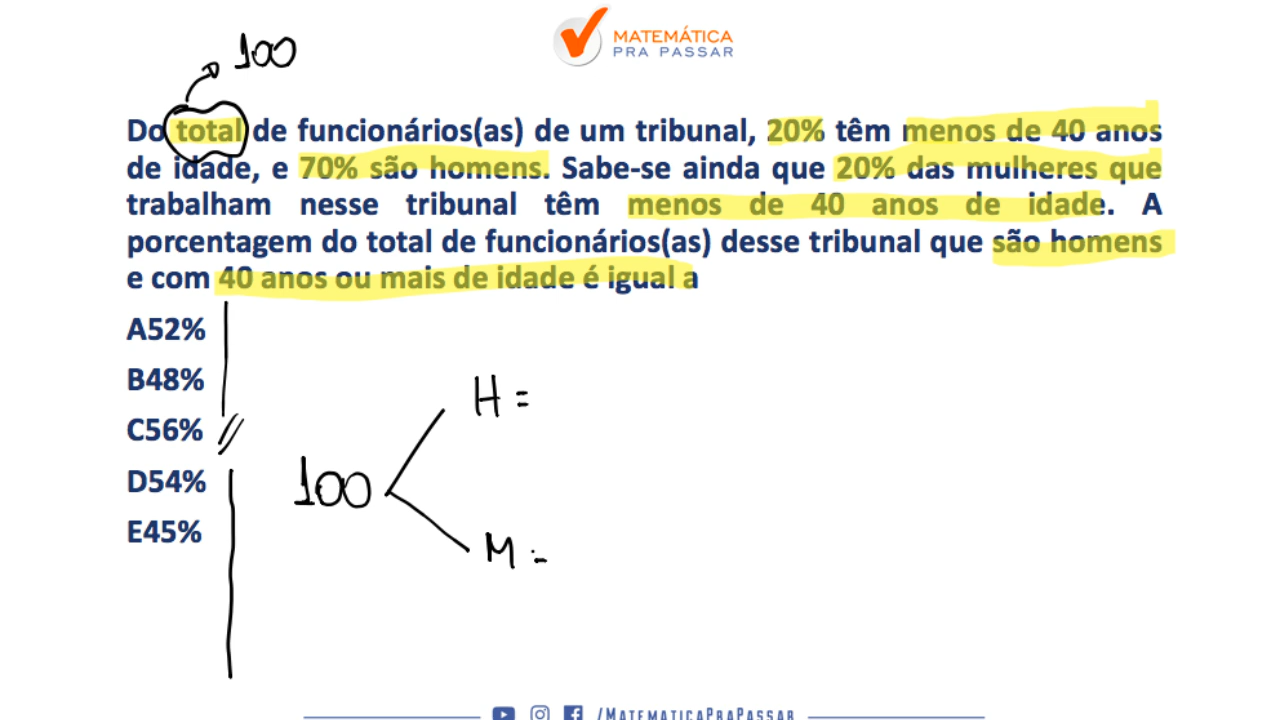 MATEMÁTICA
PRA PASSAR
100
Do total de funcionários(as) de um tribunal, 20% têm menos de 40 anos
de idade, e 70% são homens. Sabe-se ainda que 20% das mulheres que
trabalham nesse tribunal têm menos de 40 anos de idade. A
porcentagem do total de funcionários(as) desse tribunal que são homens
e com 40 anos ou mais de idade é igual a
A52%
B48%
C56%
D54%
E45%
H =
100
M =
/MATEMATICAPRAPASSAR